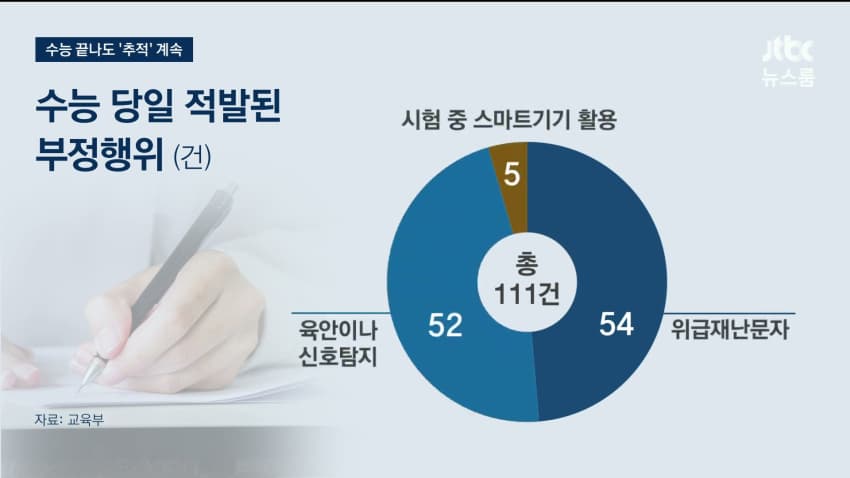 수능 끝나도 '추적' 계속
jtbc
뉴스룸
수능 당일 적발된
부정행위 (건)
시험 중 스마트기기 활용
5
총
111건
52
54
육안이나
신호탐지
위급재난문자
자료: 교육부